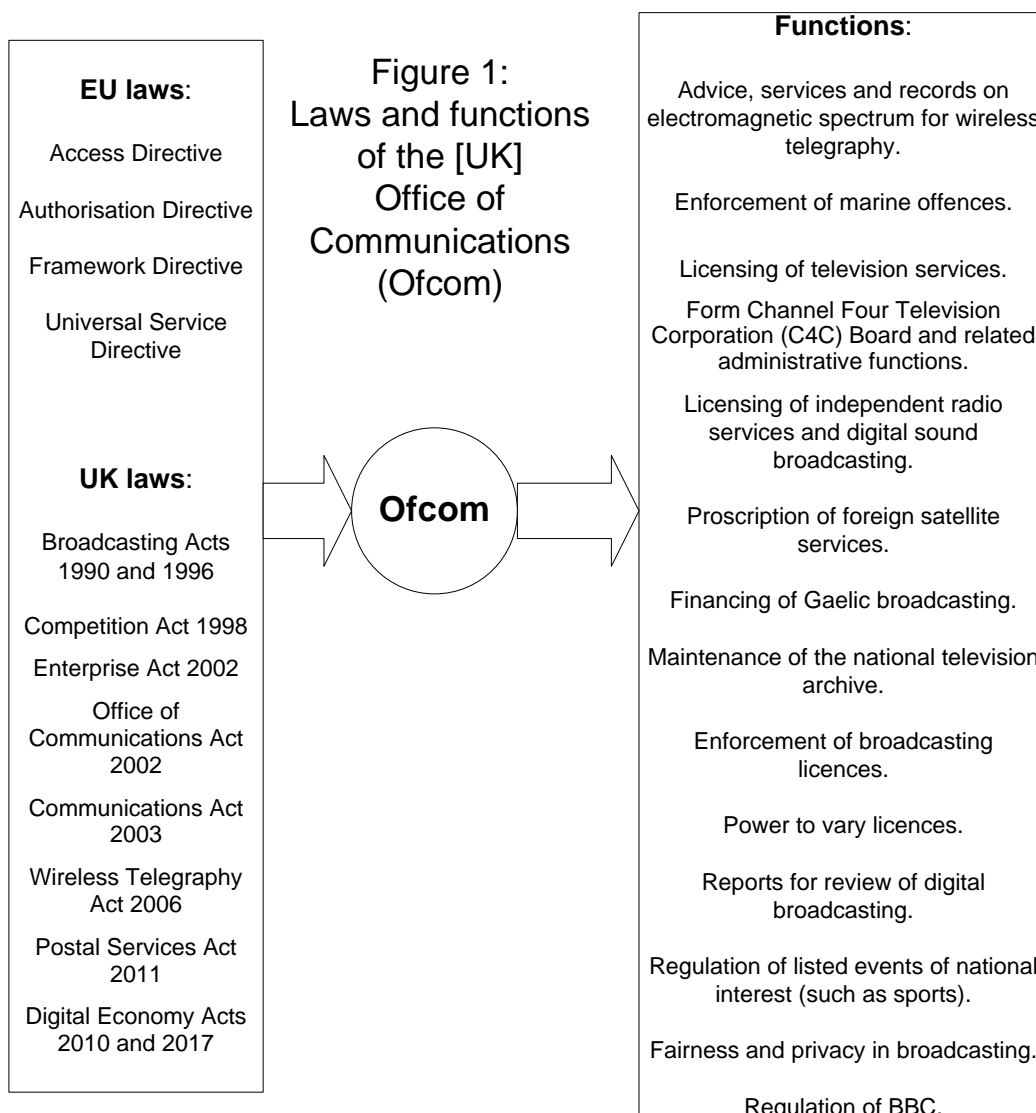 EU laws:
Access Directive
Authorisation Directive
Framework Directive
Universal Service
Directive
UK laws:
Broadcasting Acts
1990 and 1996
Competition Act 1998
Enterprise Act 2002
Office of
Communications Act
2002
Communications Act
2003
Wireless Telegraphy
Act 2006
Postal Services Act
2011
Digital Economy Acts
2010 and 2017
Figure 1:
Laws and functions
of the [UK]
Office of
Communications
(Ofcom)
Ofcom
Functions:
Advice, services and records on
electromagnetic spectrum for wireless
telegraphy.
Enforcement of marine offences.
Licensing of television services.
Form Channel Four Television
Corporation (C4C) Board and related
administrative functions.
Licensing of independent radio
services and digital sound
broadcasting.
Proscription of foreign satellite
services.
Financing of Gaelic broadcasting.
Maintenance of the national television
archive.
Enforcement of broadcasting
licences.
Power to vary licences.
Reports for review of digital
broadcasting.
Regulation of listed events of national
interest (such as sports).
Fairness and privacy in broadcasting.
Regulation of BBC.